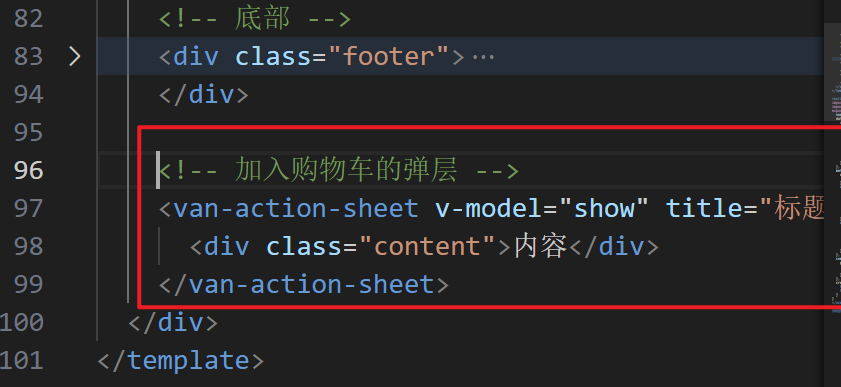 82 <!-- 底部 -->
83 <div class="footer">…
94 </div>
95
96 <!-- 加入购物车的弹层 -->
97 <van-action-sheet v-model="show" title="标题
98 <div class="content">内容</div>
99 </van-action-sheet>
100 </div>
101 </template>